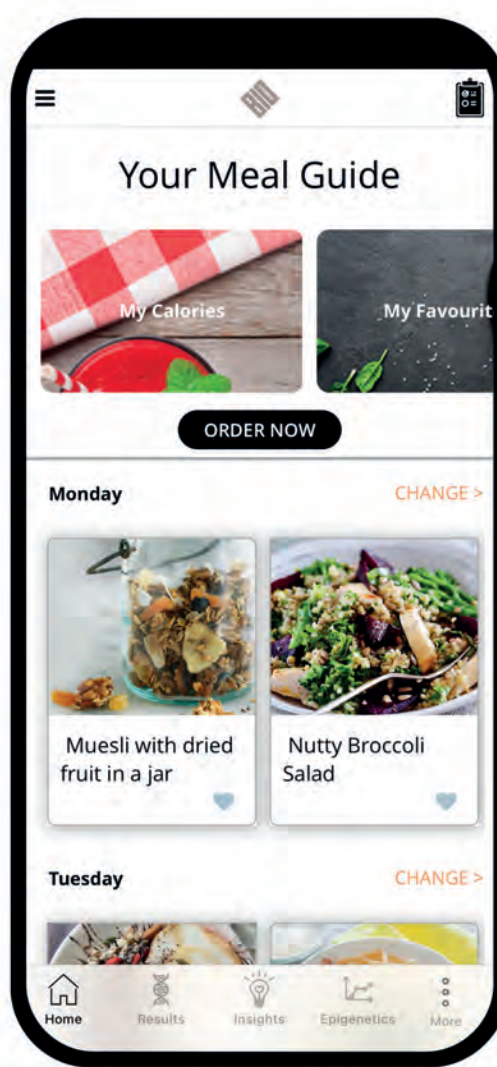 BIO
Your Meal Guide
My Calories
My Favourit
ORDER NOW
Monday
CHANGE >
Muesli with dried
fruit in a jar
Nutty Broccoli
Salad
Tuesday
CHANGE >
Home
Results
Insights
Epigenetics
More